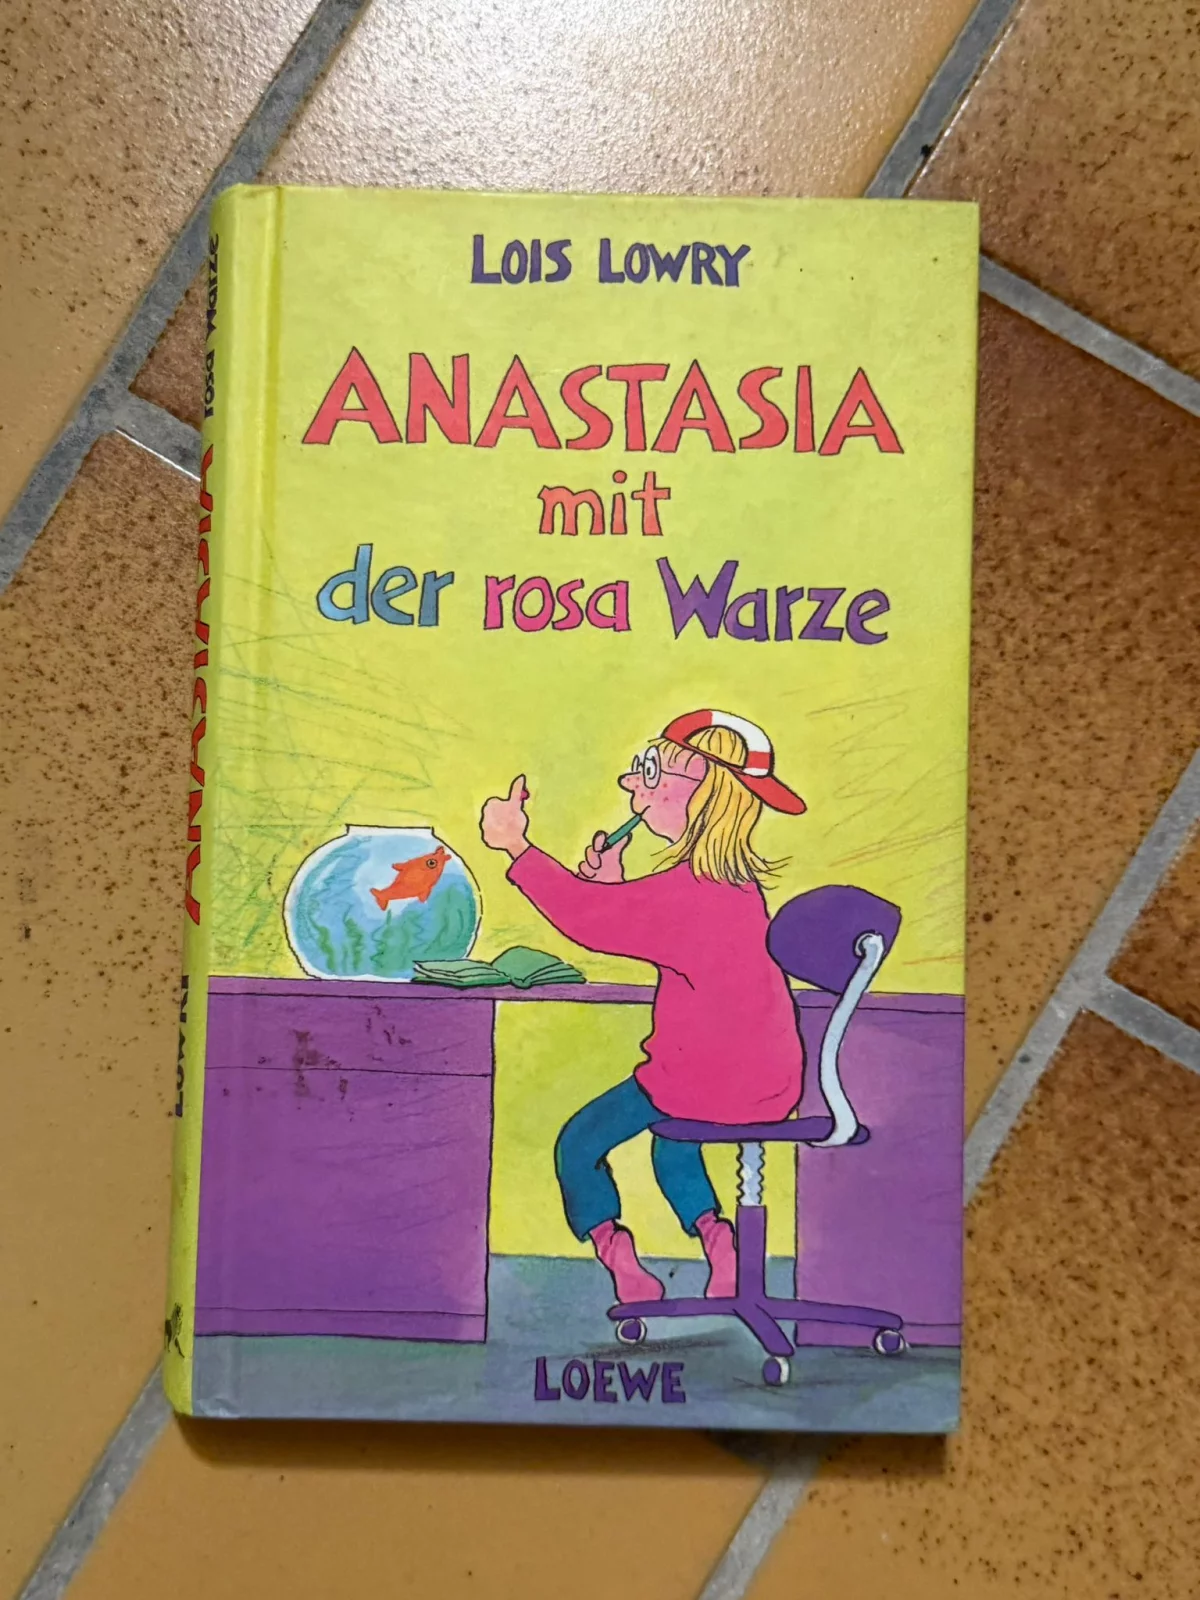 LOIS LOWRY
ANASTASIA
mit
der rosa Warze
LOEWE
LOWRY ANASTASIA rosa Warze